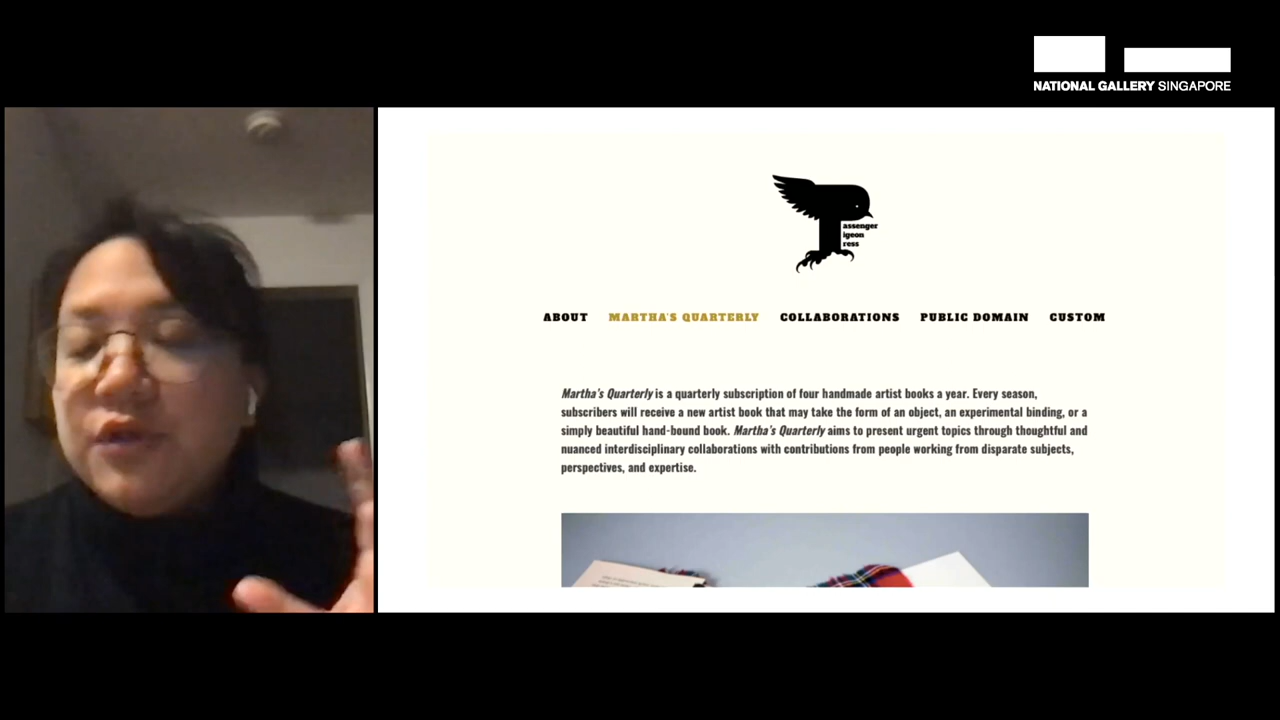 NATIONAL GALLERY SINGAPORE
assenger
igeon
ress
ABOUT MARTHA'S QUARTERLY COLLABORATIONS PUBLIC DOMAIN CUSTOM
Martha's Quarterly is a quarterly subscription of four handmade artist books a year. Every season,
subscribers will receive a new artist book that may take the form of an object, an experimental binding, or a
simply beautiful hand-bound book. Martha's Quarterly aims to present urgent topics through thoughtful and
nuanced interdisciplinary collaborations with contributions from people working from disparate subjects,
perspectives, and expertise.